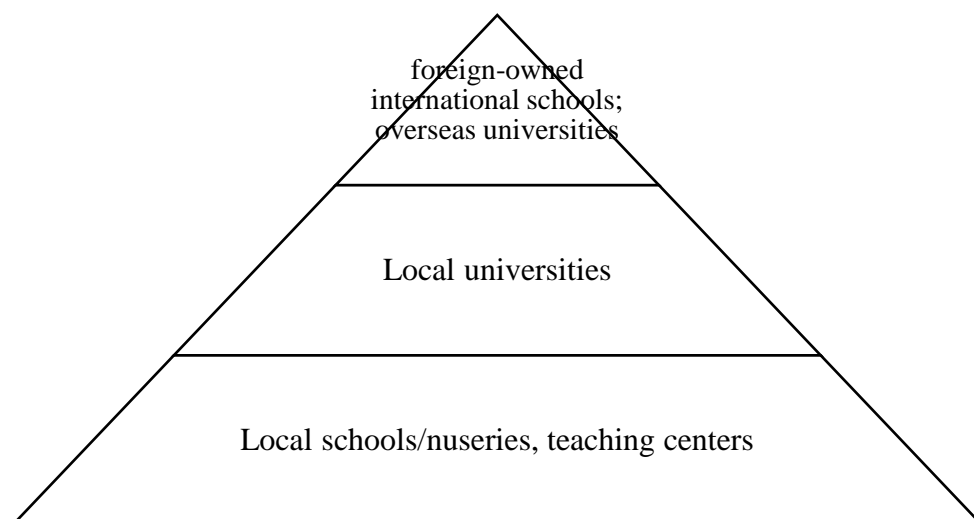 foreign-owned
international schools;
overseas universities
Local universities
Local schools/nuseries, teaching centers